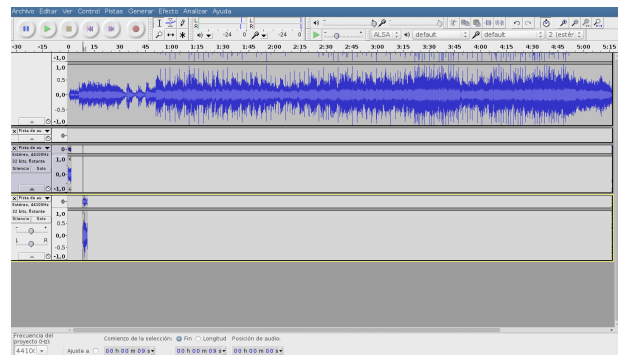 Archivo Editar Ver Control Pistas Generar Efecto Analizar Ayuda
L
R
-24 0
-24 0
ALSA
default
default
2 (estér
-30 -15 0 15 30 45 1:00 1:15 1:30 1:45 2:00 2:15 2:30 2:45 3:00 3:15 3:30 3:45 4:00 4:15 4:30 4:45 5:00 5:15
-1,0
1,0
0,5-
0,0-
-0,5-
-1,0
X Pista de au
0-
X Pista de au
Estéreo, 44100Hz
32 bits, flotante
Silencio Solo
0-
1,0
0,0-
-1,0
X Pista de au
Estéreo, 44100Hz
32 bits, flotante
Silencio Solo
- +
L R
0-
1,0
0,5-
0,0-
-0,5-
-1,0
Frecuencia del
proyecto (Hz):
4410(
Ajuste a
Comienzo de la selección:
Fin
Longitud
Posición de audio:
00 h 00 m 09 s
00 h 00 m 09 s
00 h 00 m 00 s